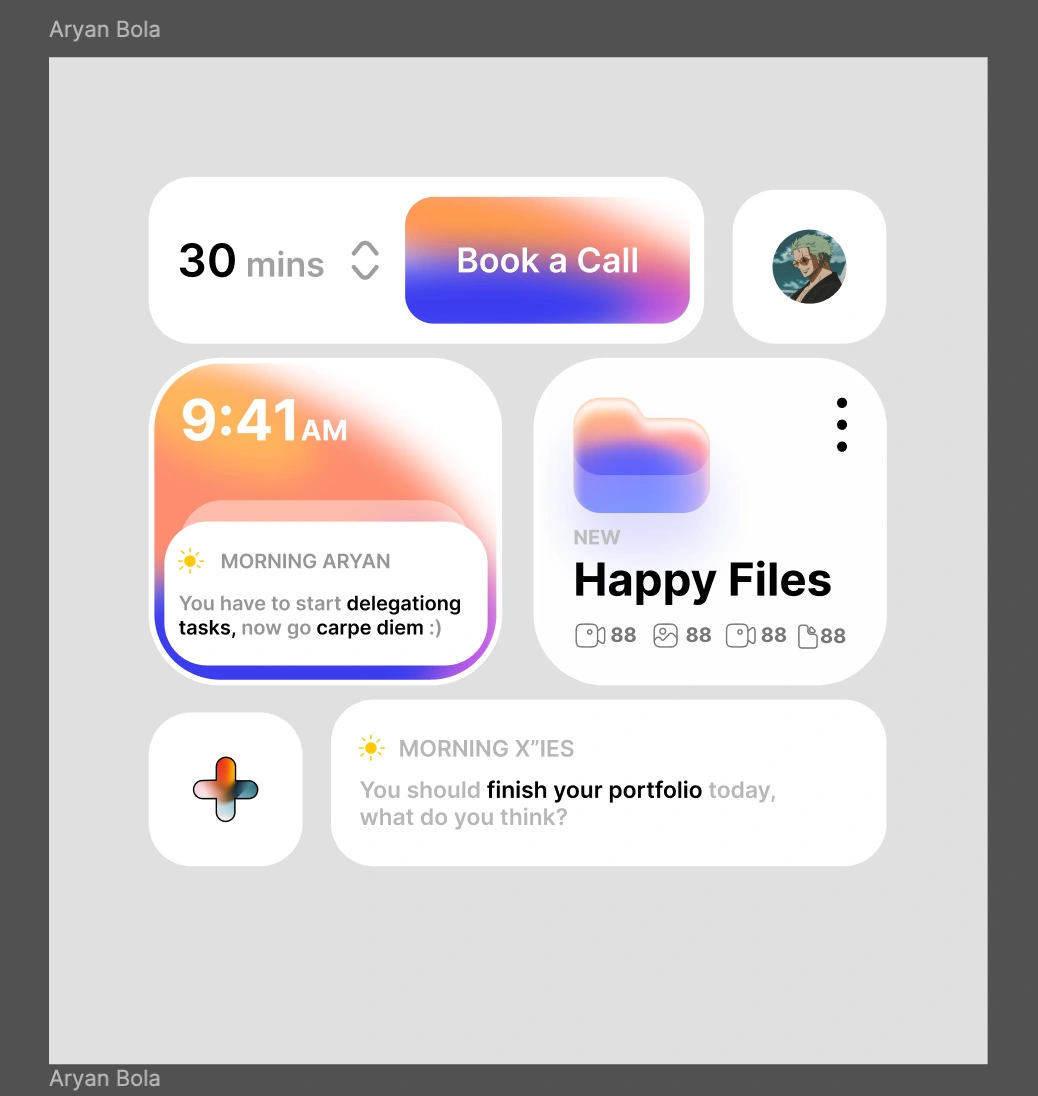 Aryan Bola
30 mins
Book a Call
9:41AM
MORNING ARYAN
You have to start delegationg
tasks, now go carpe diem :)
NEW
Happy Files
88 88 88 88
MORNING X”IES
You should finish your portfolio today,
what do you think?
Aryan Bola